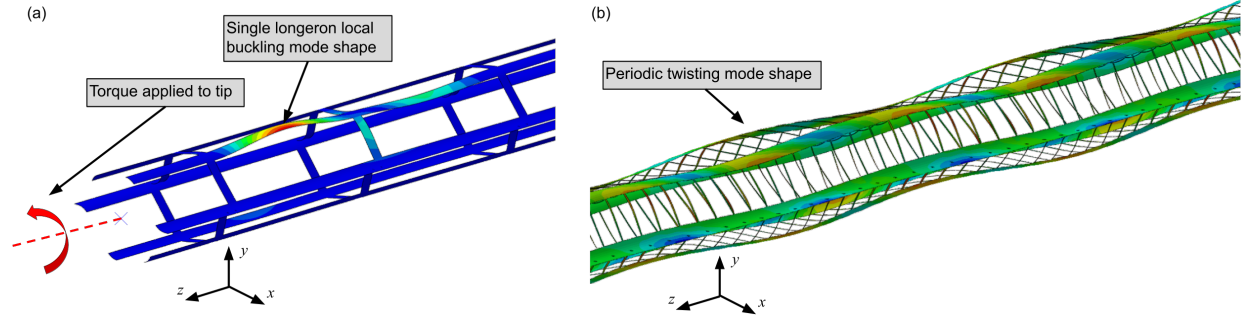 (a)
Single longeron local
buckling mode shape
Torque applied to tip
y
z
x
(b)
Periodic twisting mode shape
y
z
x